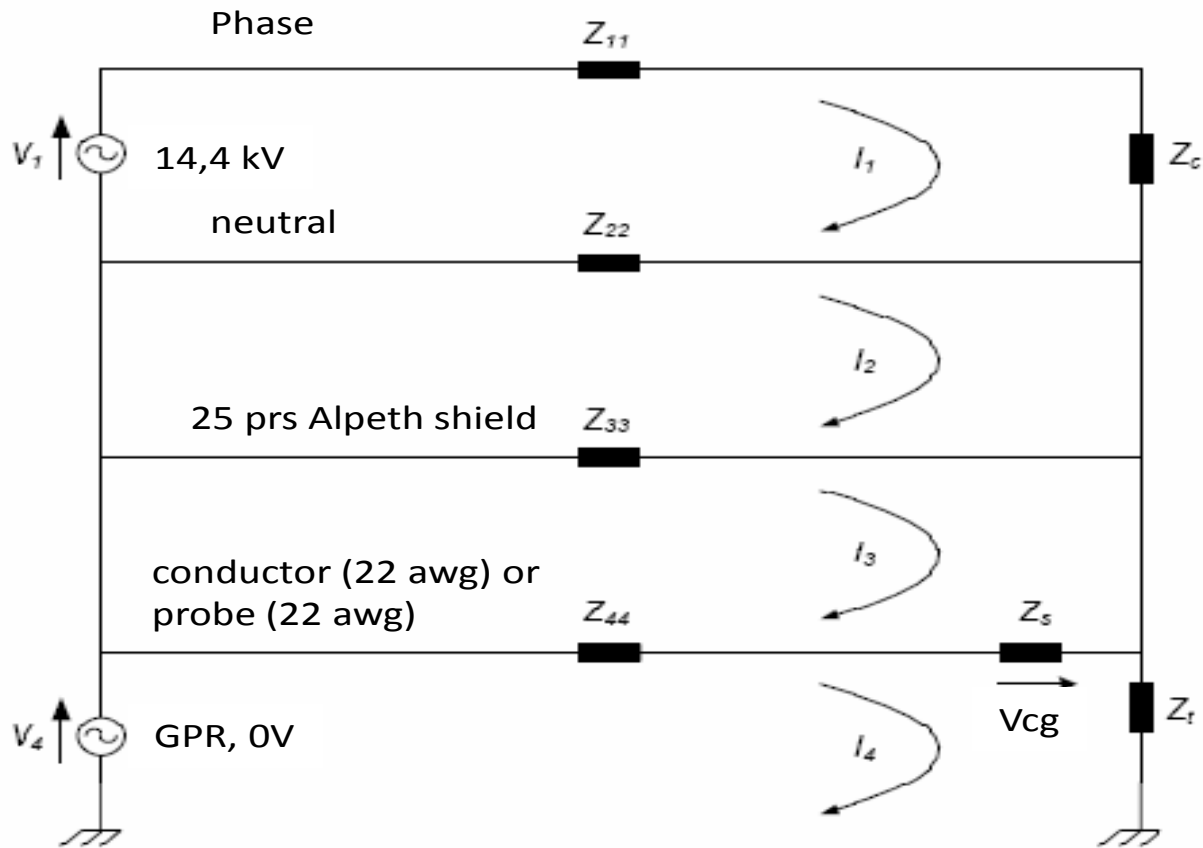 Phase
Z11
V1
14,4 kV
I1
Zc
neutral
Z22
I2
25 prs Alpeth shield
Z33
I3
conductor (22 awg) or
probe (22 awg)
Z44
Zs
V4
GPR, 0V
I4
Vcg
Zt